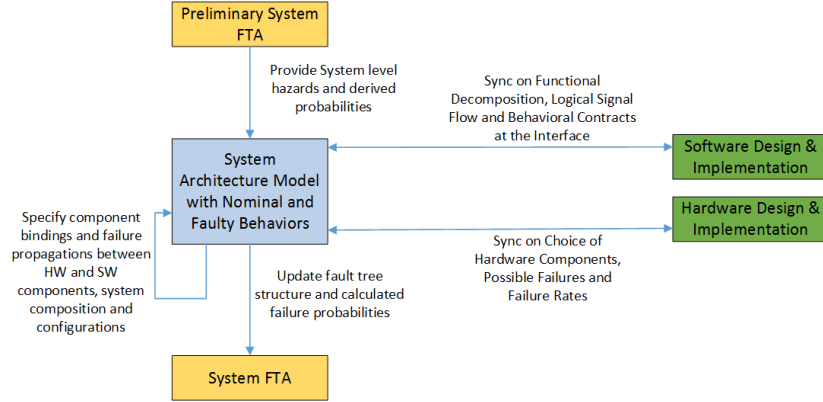 Preliminary System
FTA
Provide System level
hazards and derived
probabilities
Sync on Functional
Decomposition, Logical Signal
Flow and Behavioral Contracts
at the Interface
System
Architecture Model
with Nominal and
Faulty Behaviors
Software Design &
Implementation
Hardware Design &
Implementation
Specify component
bindings and failure
propagations between
HW and SW
components, system
composition and
configurations
Sync on Choice of
Hardware Components,
Possible Failures and
Failure Rates
Update fault tree
structure and calculated
failure probabilities
System FTA